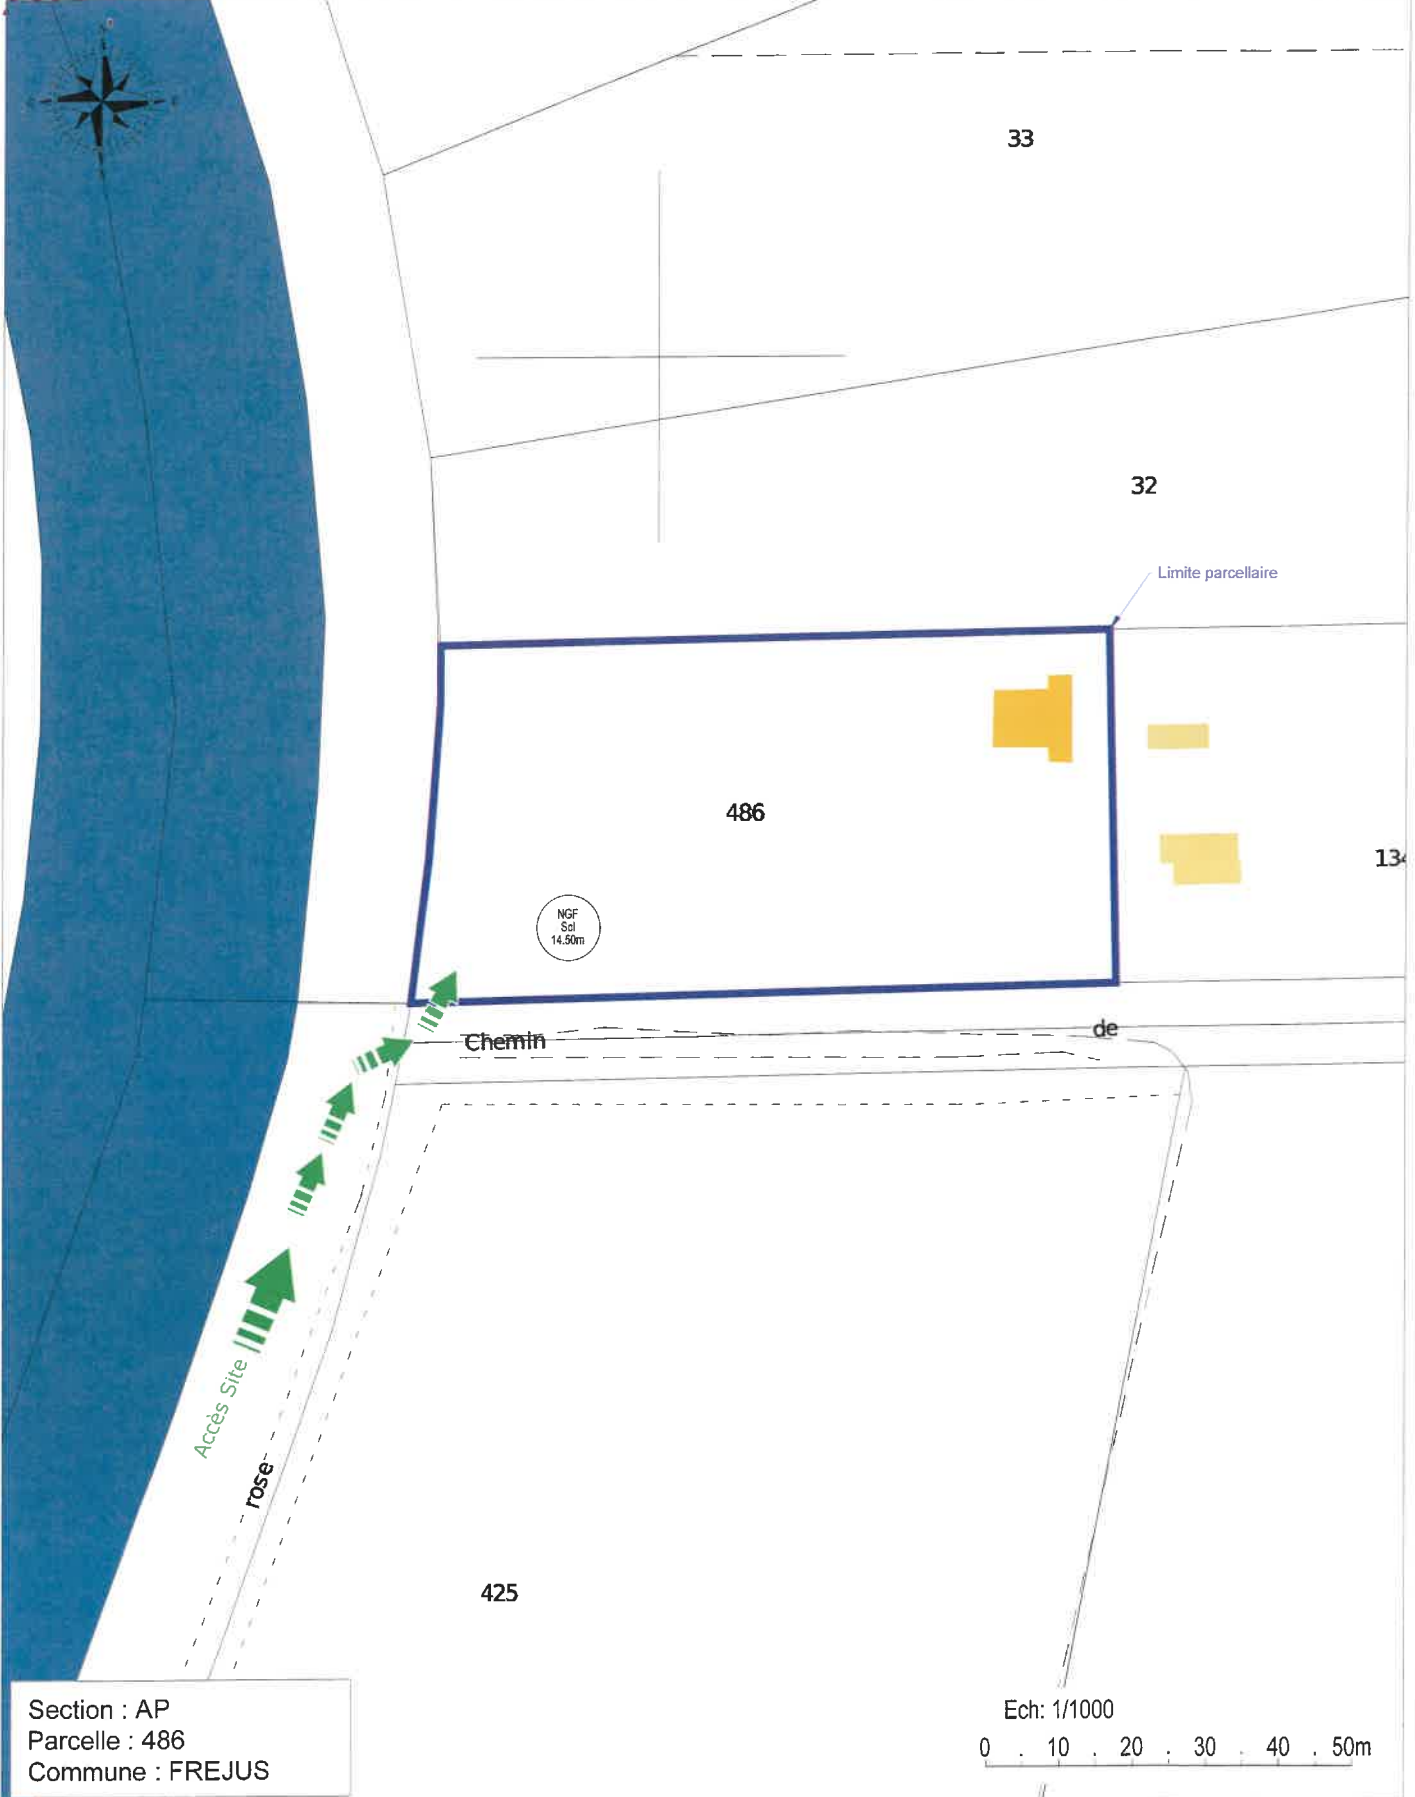 33
32
Limite parcellaire
486
NGF
Sol
14.50m
Chemin
de
Accès Site
rose
425
Section : AP
Parcelle : 486
Commune : FREJUS
Ech: 1/1000
0 . 10 . 20 . 30 . 40 . 50m